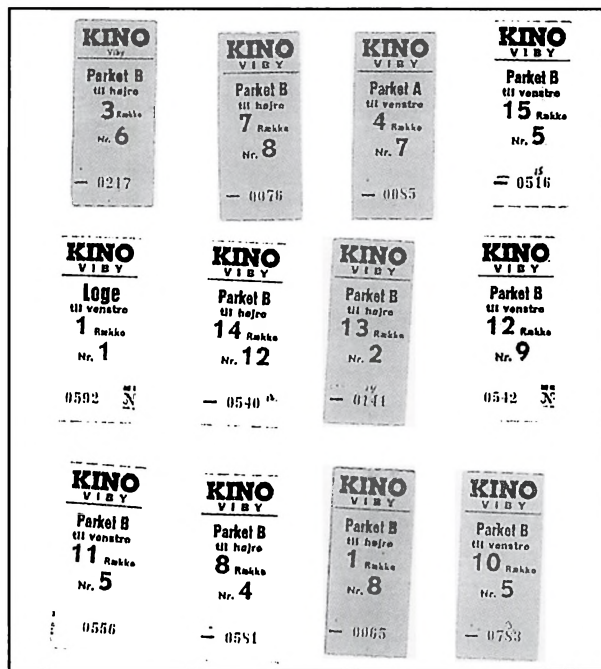 KINO
Viby
Parket B
til højre
3 Række
Nr. 6
— 0217
KINO
VIBY
Parket B
til højre
7 Række
Nr. 8
— 0076
KINO
VIBY
Parket A
til venstre
4 Række
Nr. 7
— 0085
KINO
VIBY
Parket B
til venstre
15 Række
Nr. 5
— 0516
KINO
VIBY
Loge
til venstre
1 Række
Nr. 1
0592 N
KINO
VIBY
Parket B
til højre
14 Række
Nr. 12
— 0540
KINO
VIBY
Parket B
til højre
13 Række
Nr. 2
— 0141
KINO
VIBY
Parket B
til venstre
12 Række
Nr. 9
0542 N
KINO
VIBY
Parket B
til venstre
11 Række
Nr. 5
0556
KINO
VIBY
Parket B
til højre
8 Række
Nr. 4
— 0581
KINO
VIBY
Parket B
til højre
1 Række
Nr. 8
— 0065
KINO
VIBY
Parket B
til venstre
10 Række
Nr. 5
— 0783